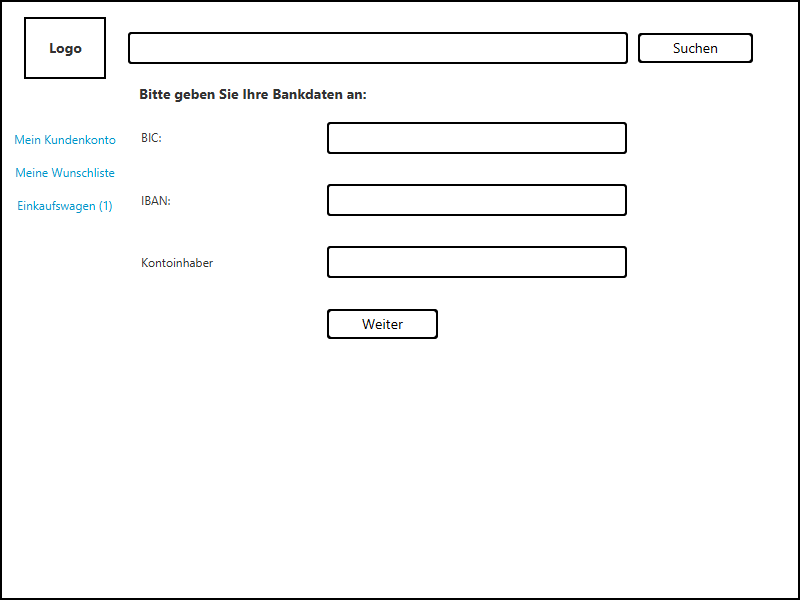 Logo
Suchen
Bitte geben Sie Ihre Bankdaten an:
Mein Kundenkonto
BIC:
Meine Wunschliste
IBAN:
Einkaufswagen (1)
Kontoinhaber
Weiter